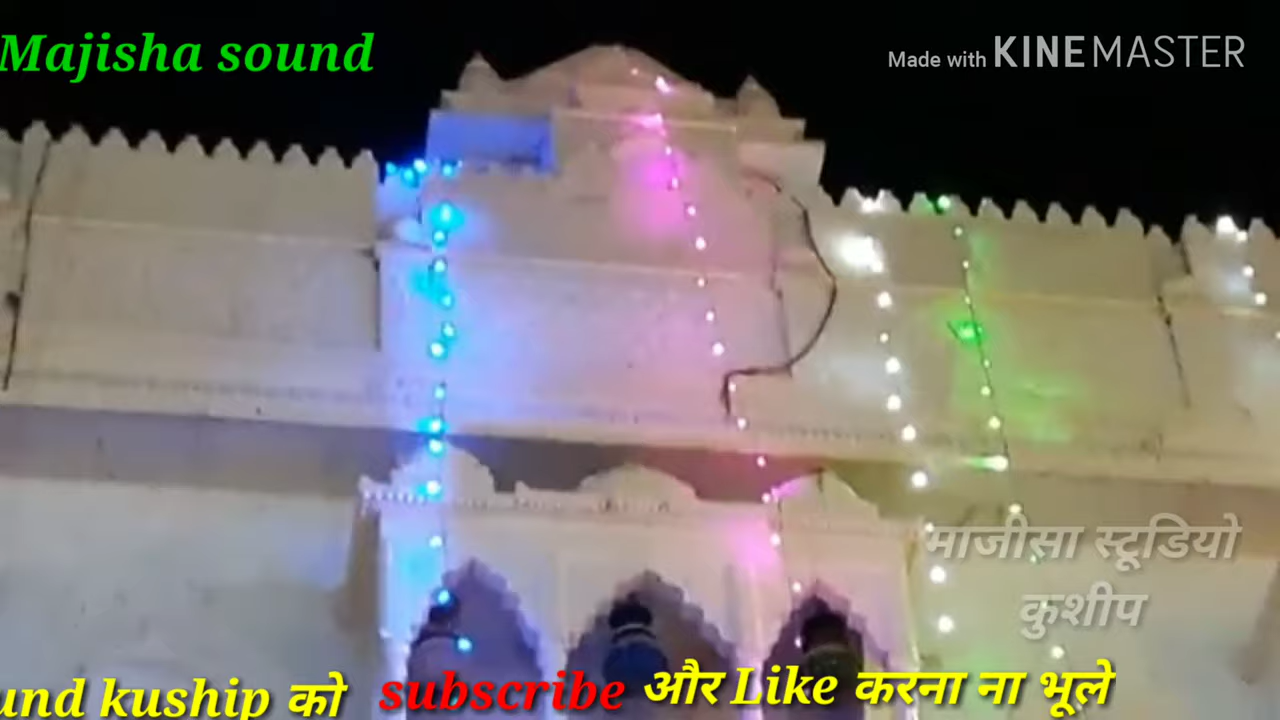 Majisha sound
Made with KINEMASTER
माजीसा स्टूडियो
कुशीप
und kuship को subscribe और Like करना ना भूले